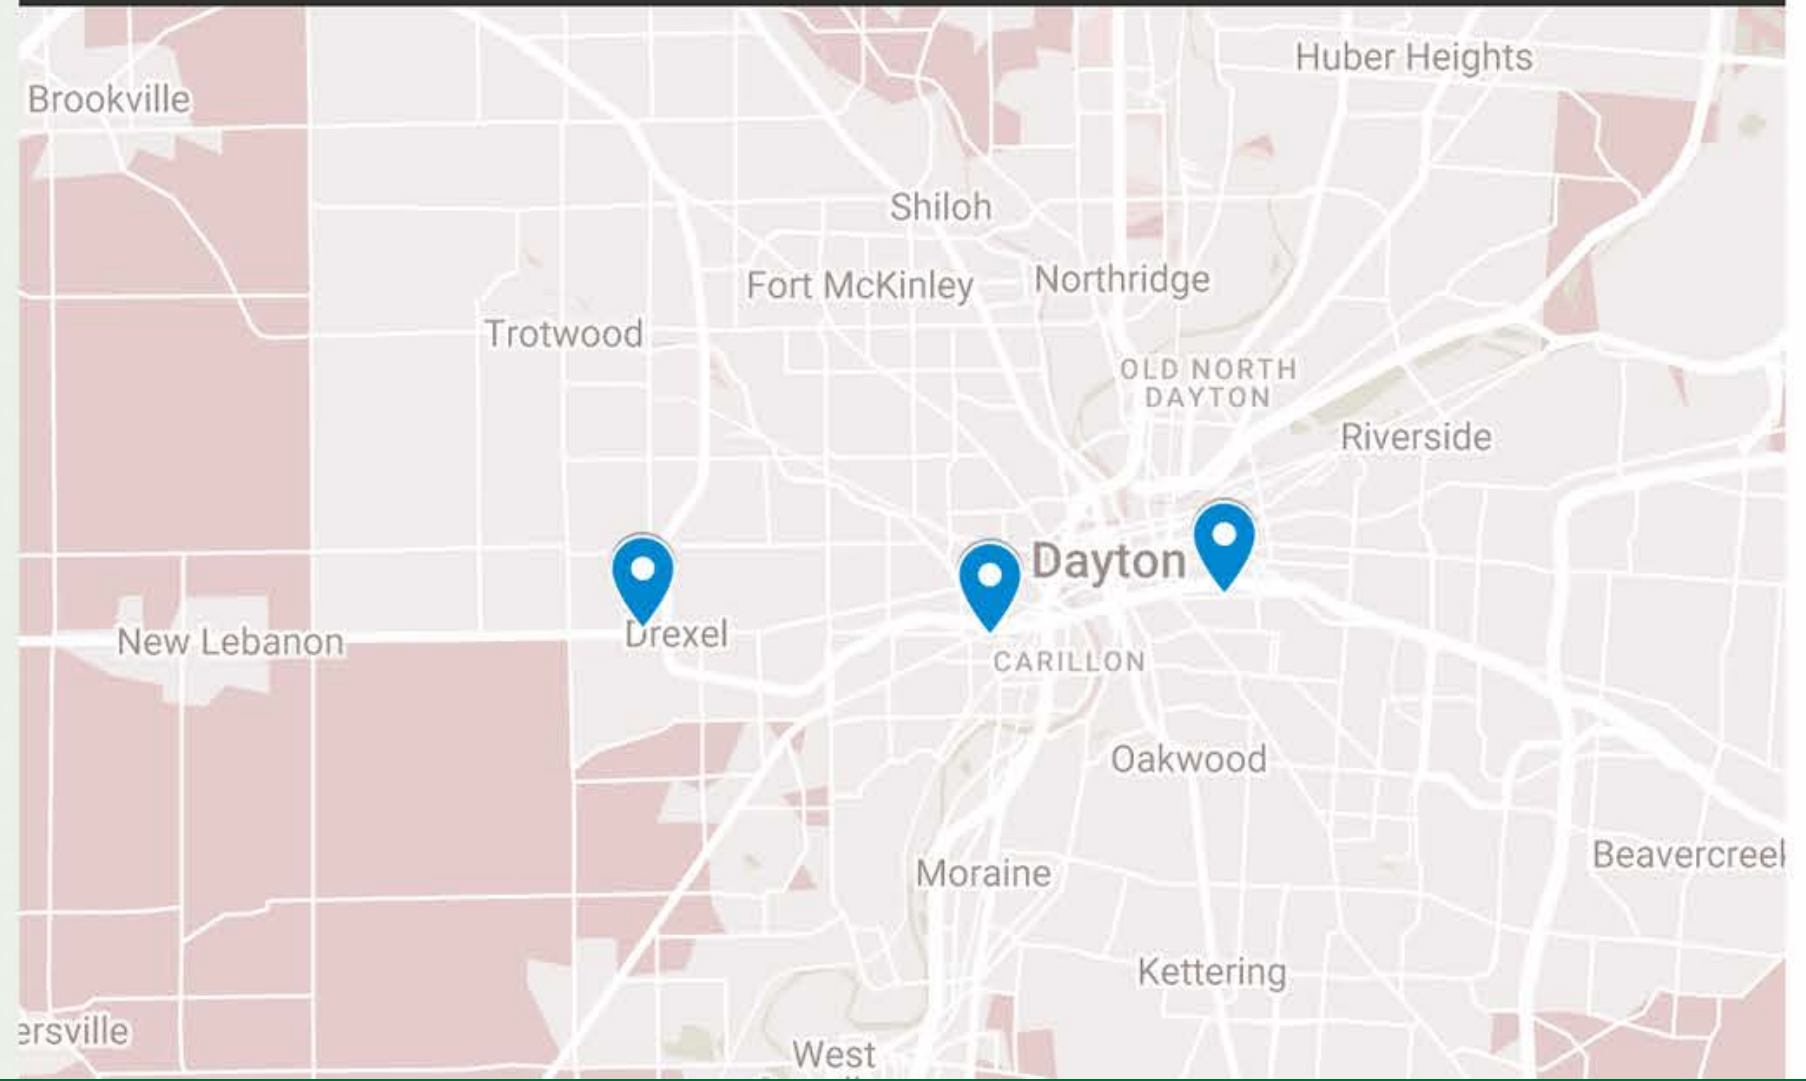 Huber Heights
Brookville
Shiloh
Fort McKinley
Northridge
Trotwood
OLD NORTH
DAYTON
Riverside
Dayton
Drexel
New Lebanon
CARILLON
Oakwood
Beavercreek
Moraine
Kettering
ersville
West